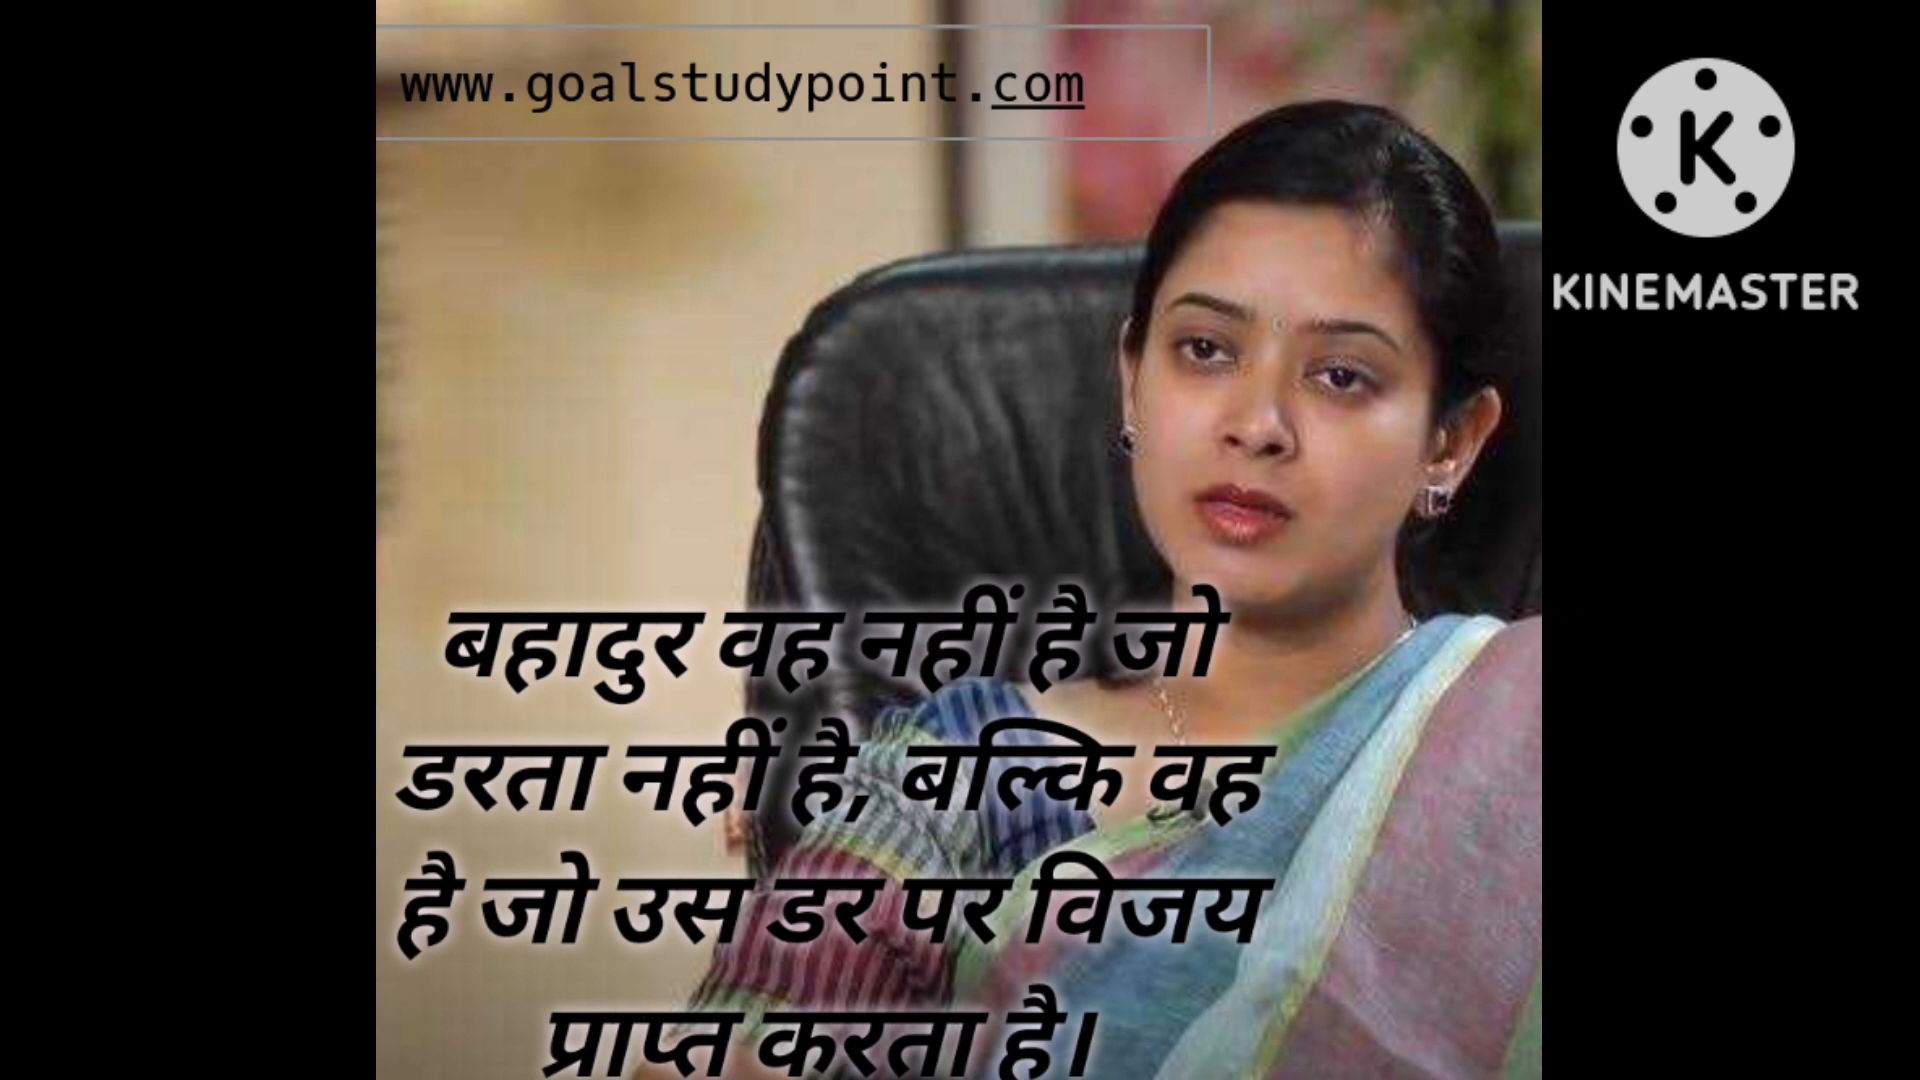 www.goalstudypoint.com
KINEMASTER
बहादुर वह नहीं है जो
डरता नहीं है, बल्कि वह
है जो उस डर पर विजय
प्राप्त करता है।